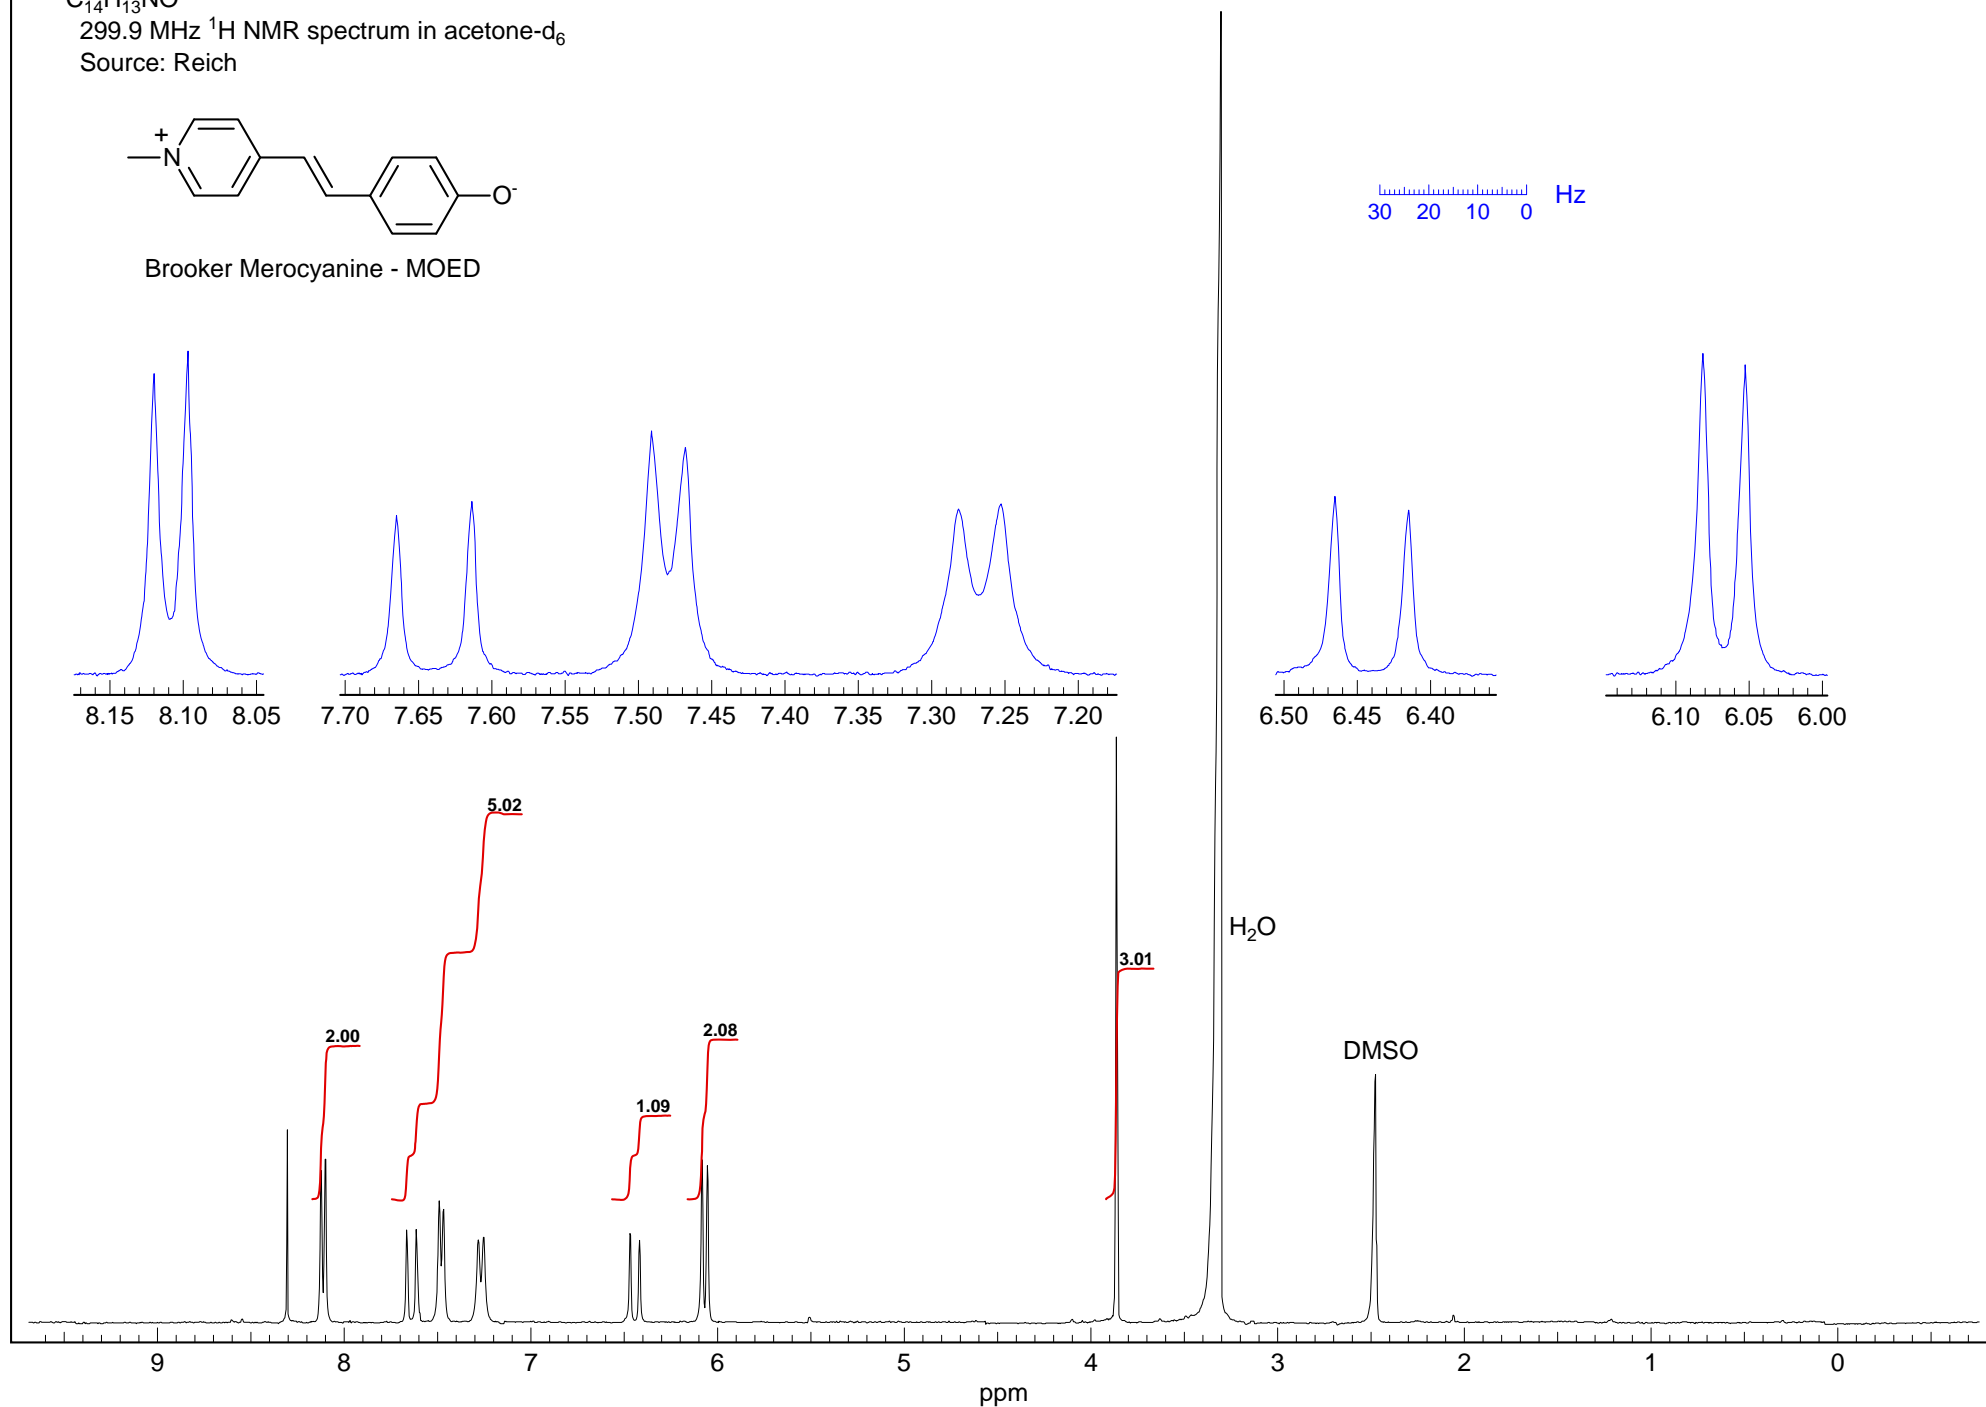 C14H13NO
299.9 MHz 1H NMR spectrum in acetone-d6
Source: Reich
+
N
O-
Brooker Merocyanine - MOED
30 20 10 0 Hz
8.15 8.10 8.05 7.70 7.65 7.60 7.55 7.50 7.45 7.40 7.35 7.30 7.25 7.20 6.50 6.45 6.40 6.10 6.05 6.00
5.02
H2O
3.01
2.00
2.08
DMSO
1.09
9 8 7 6 5 4 3 2 1 0
ppm